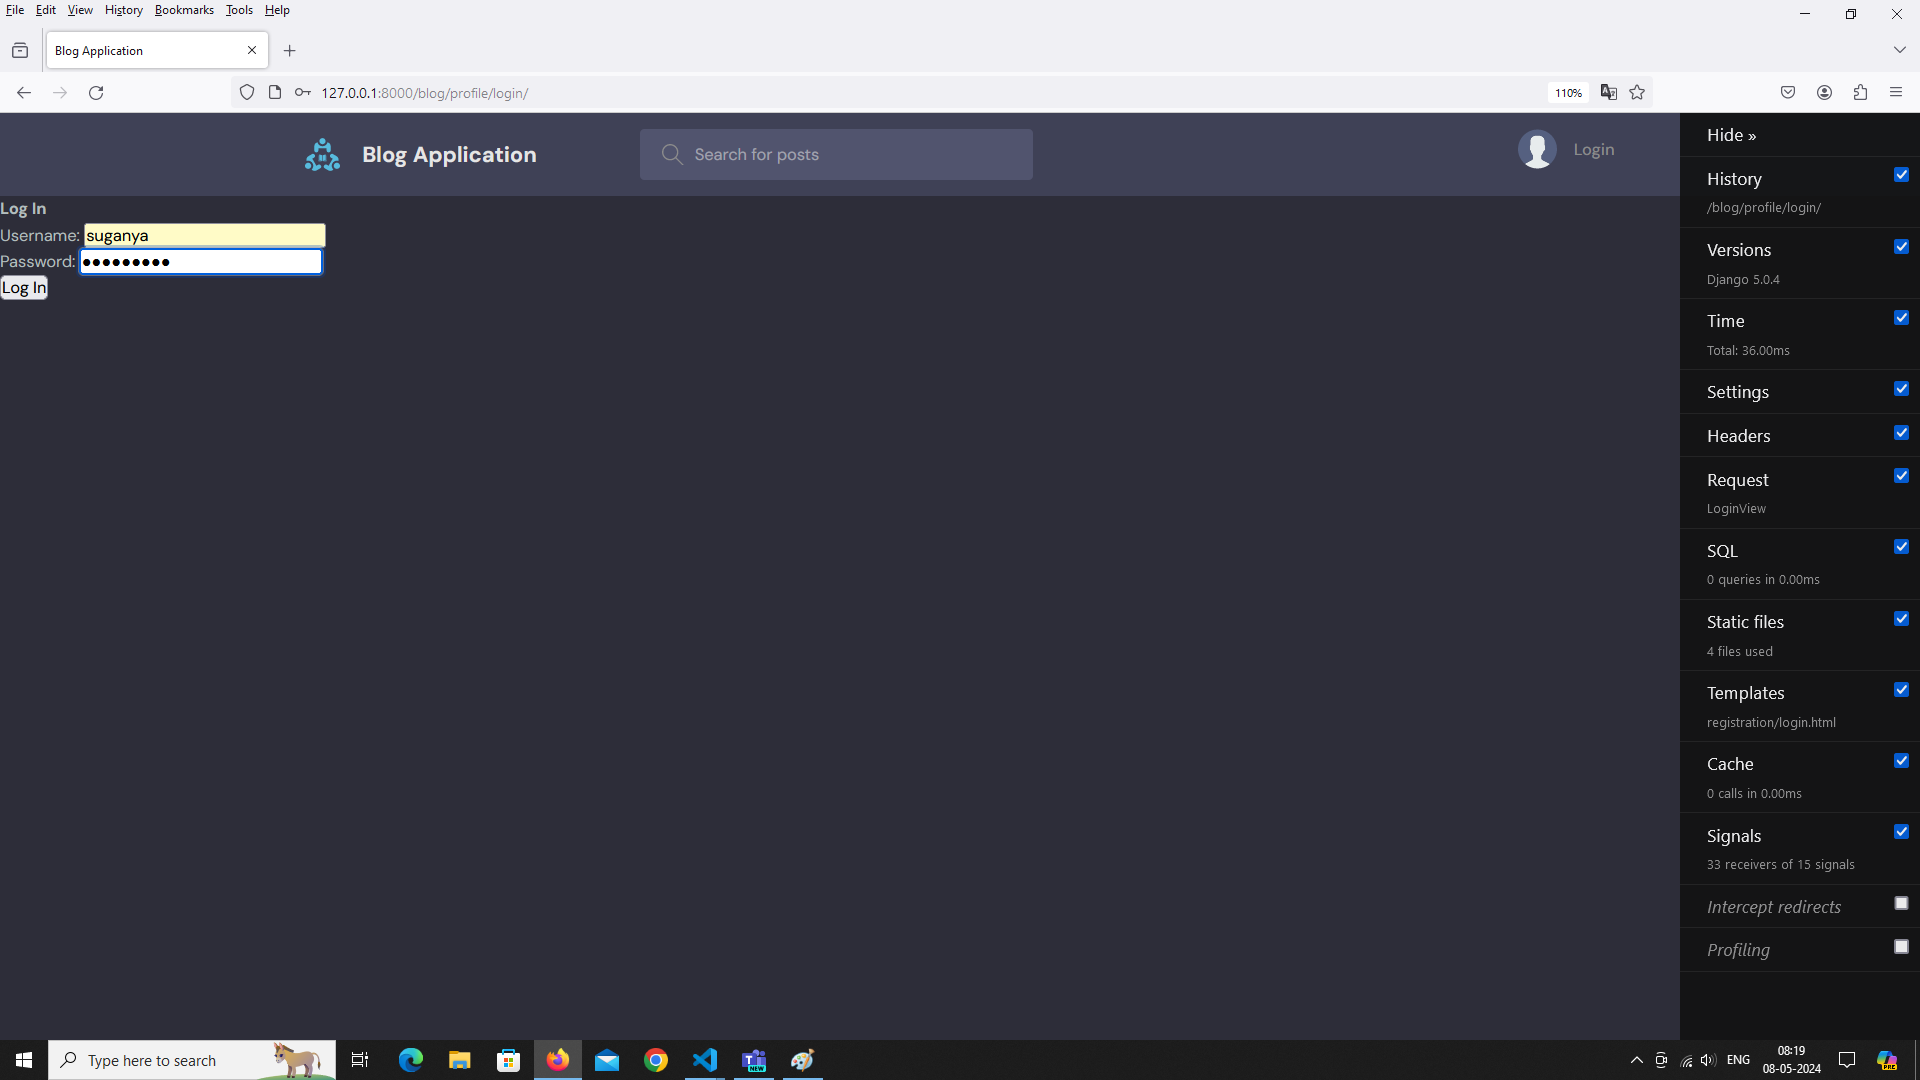 File Edit View History Bookmarks Tools Help
Blog Application
127.0.0.1:8000/blog/profile/login/
110%
Blog Application
Search for posts
Login
Log In
Username: suganya
Password: ●●●●●●●●●
Log In
Hide »
History
/blog/profile/login/
Versions
Django 5.0.4
Time
Total: 36.00ms
Settings
Headers
Request
LoginView
SQL
0 queries in 0.00ms
Static files
4 files used
Templates
registration/login.html
Cache
0 calls in 0.00ms
Signals
33 receivers of 15 signals
Intercept redirects
Profiling
Type here to search
NEW
ENG
08:19
08-05-2024
PRE